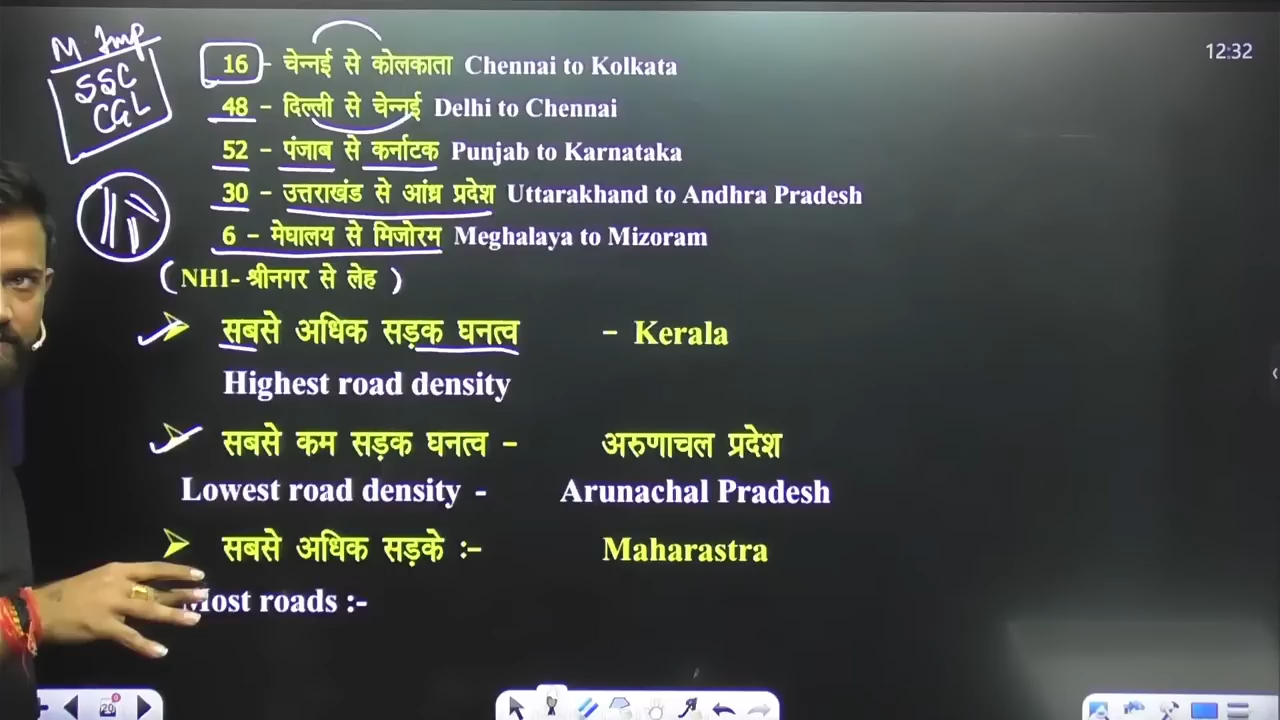 M Imp
SSC
CGL
12:32
16 - चेन्नई से कोलकाता Chennai to Kolkata
48 - दिल्ली से चेन्नई Delhi to Chennai
52 - पंजाब से कर्नाटक Punjab to Karnataka
30 - उत्तराखंड से आंध्र प्रदेश Uttarakhand to Andhra Pradesh
6 - मेघालय से मिजोरम Meghalaya to Mizoram
(NH1- श्रीनगर से लेह )
सबसे अधिक सड़क घनत्व - Kerala
Highest road density
सबसे कम सड़क घनत्व - अरुणाचल प्रदेश
Lowest road density - Arunachal Pradesh
सबसे अधिक सड़के :- Maharastra
Most roads :-
20